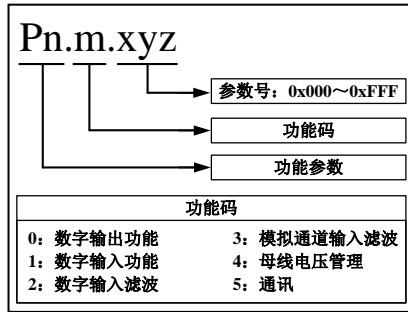 Pn.m.xyz
参数号：0x000～0xFFF
功能码
功能参数
功能码
0：数字输出功能
3：模拟通道输入滤波
1：数字输入功能
4：母线电压管理
2：数字输入滤波
5：通讯